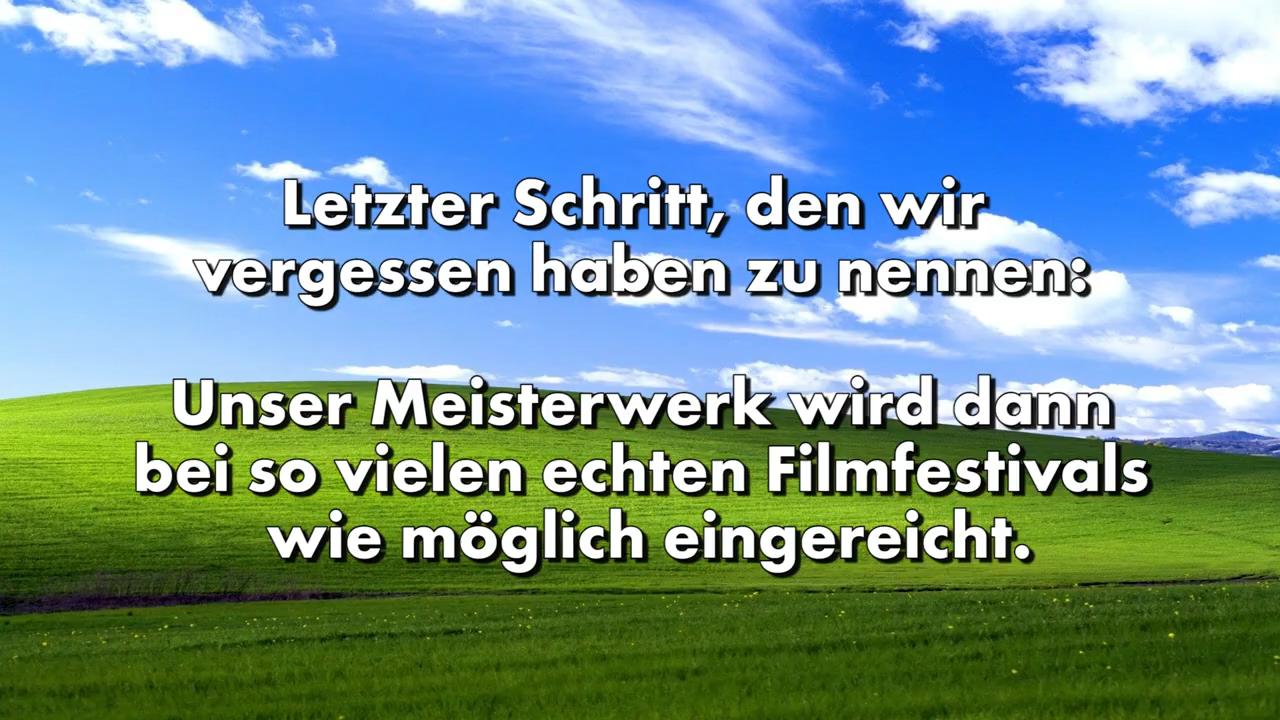 Letzter Schritt, den wir
vergessen haben zu nennen:
Unser Meisterwerk wird dann
bei so vielen echten Filmfestivals
wie möglich eingereicht.